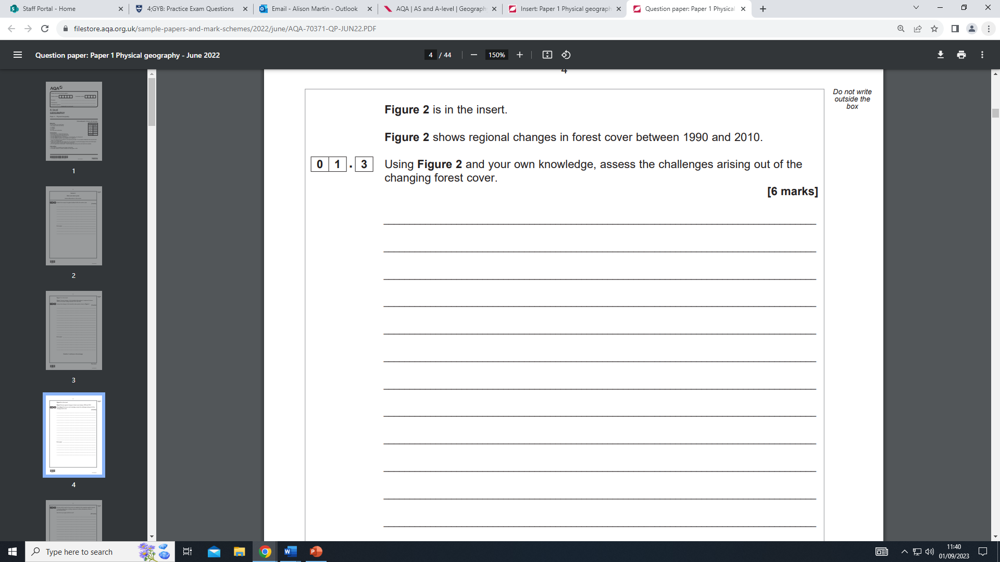 Staff Portal - Home
4;GYB: Practice Exam Questions
Email - Alison Martin - Outlook
AQA | AS and A-level | Geograph
Insert: Paper 1 Physical geograph
Question paper: Paper 1 Physical
filestore.aqa.org.uk/sample-papers-and-mark-schemes/2022/june/AQA-70371-QP-JUN22.PDF
Question paper: Paper 1 Physical geography - June 2022
4 / 44
150%
4
Do not write
outside the
box
Figure 2 is in the insert.
Figure 2 shows regional changes in forest cover between 1990 and 2010.
0 1 . 3 Using Figure 2 and your own knowledge, assess the challenges arising out of the
changing forest cover.
[6 marks]
AQA
A-level
GEOGRAPHY
1
2
3
4
Type here to search
11:40
01/09/2023